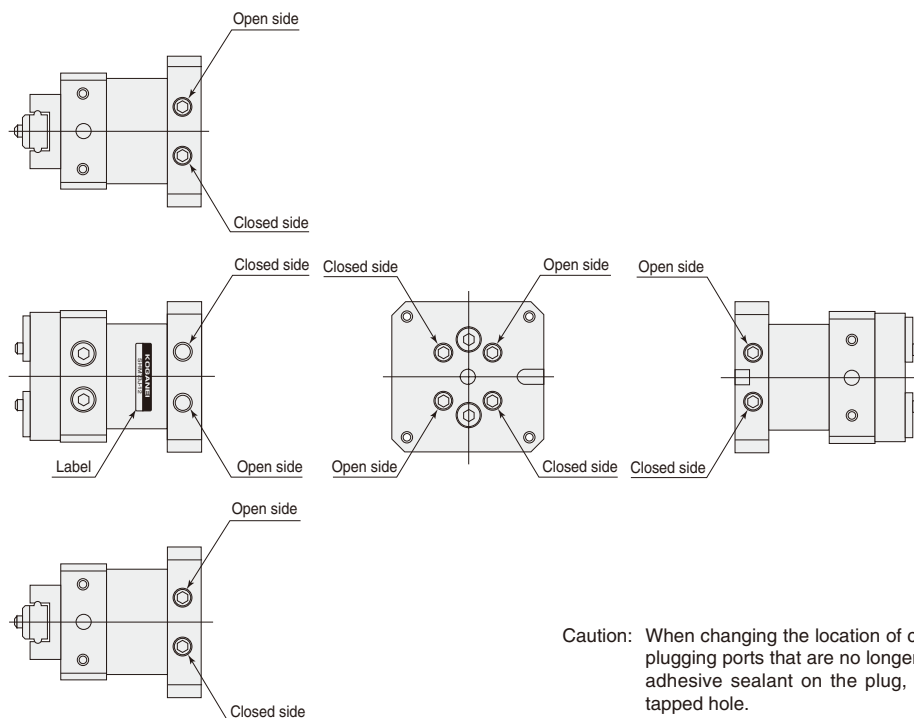 Open side
Closed side
Closed side
Closed side
Open side
Open side
KOGANEI
Label
Open side
Open side
Closed side
Closed side
Open side
Closed side
Caution: When changing the location of
plugging ports that are no longer
adhesive sealant on the plug,
tapped hole.